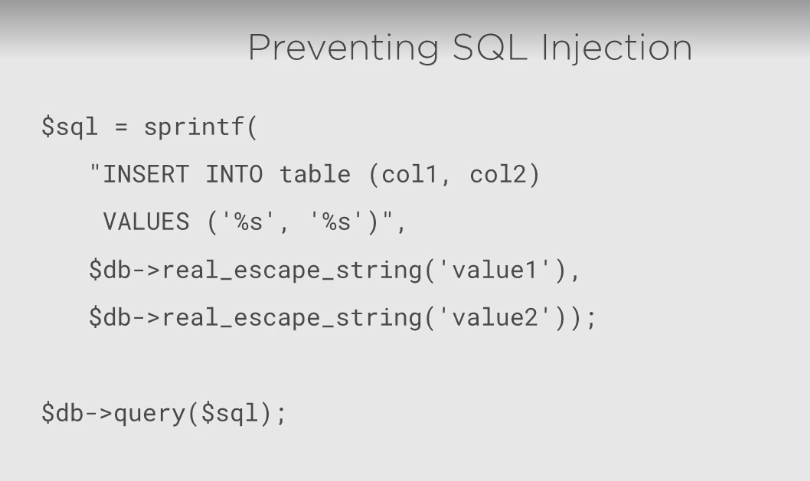 Preventing SQL Injection
$sql = sprintf(
"INSERT INTO table (col1, col2)
VALUES ('%s', '%s')",
$db->real_escape_string('value1'),
$db->real_escape_string('value2'));
$db->query($sql);